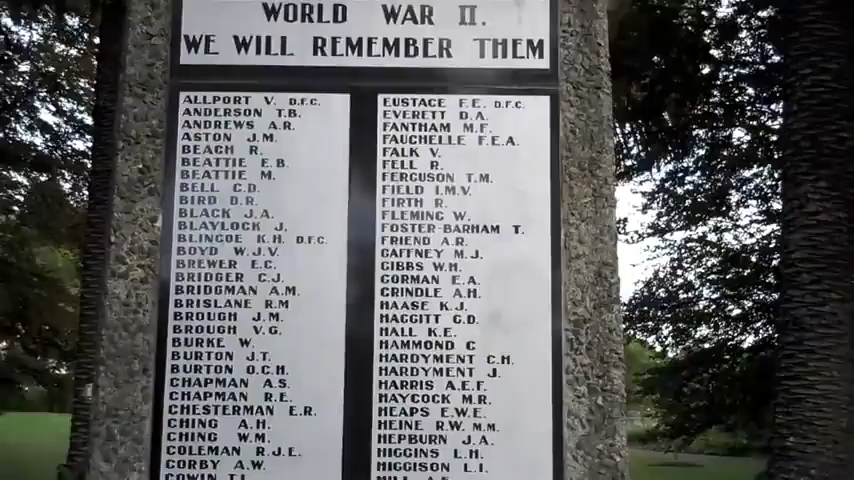 WORLD WAR II.
WE WILL REMEMBER THEM
ALLPORT V. D.F.C.
ANDERSON T.B.
ANDREWS A.R.
ASTON J.M.
BEACH R.
BEATTIE E.B.
BEATTIE M.
BELL C.D.
BIRD D.R.
BLACK J.A.
BLAYLOCK J.
BLINCOE K.H. D.F.C.
BOYD W.J.V.
BREWER E.C.
BRIDGER C.J.
BRIDGMAN A.M.
BRISLANE R.M
BROUGH J.M.
BROUGH V.G.
BURKE W.
BURTON J.T.
BURTON O.C.H.
CHAPMAN A.S.
CHAPMAN R.E.
CHESTERMAN E.R.
CHING A.H.
CHING W.M.
COLEMAN R.J.E.
CORBY A.W.
COWIN T.J.
EUSTACE F.E. D.F.C.
EVERETT D.A.
FANTHAM M.F.
FAUCHELLE F.E.A.
FALK V.
FELL R.
FERGUSON T.M.
FIELD I.M.V.
FIRTH R.
FLEMING W.
FOSTER-BARHAM T.
FRIEND A.R.
GAFFNEY M.J.
GIBBS W.H.
GORMAN E.A.
GRINDLE A.H.
HAASE K.J.
HAGGITT G.D.
HALL K.E.
HAMMOND C
HARDYMENT C.H.
HARDYMENT J.
HARRIS A.E.F.
HAYCOCK M.R.
HEAPS E.W.E.
HEINE R.W. M.M.
HEPBURN J.A.
HIGGINS L.H.
HIGGISON L.I.